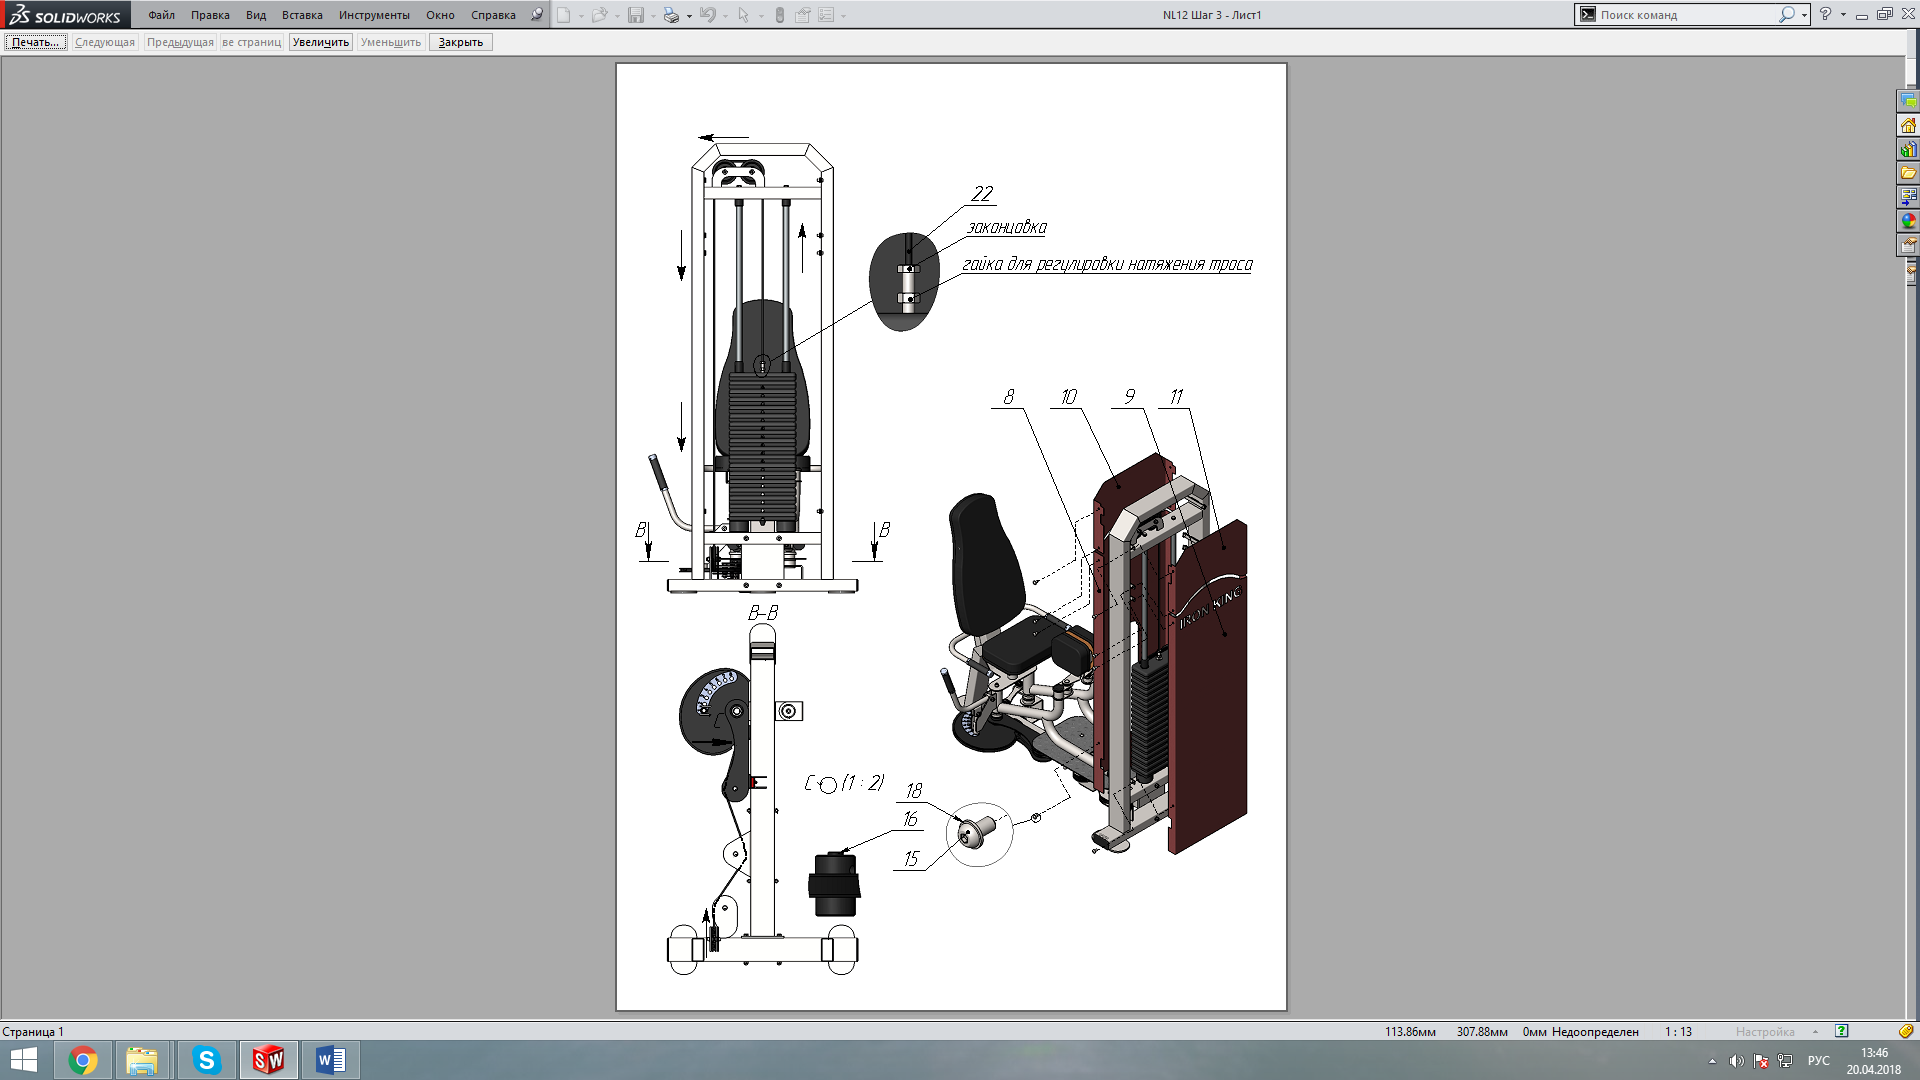 SOLIDWORKS
Файл Правка Вид Вставка Инструменты Окно Справка
NL12 Шаг 3 - Лист1
Поиск команд
Печать... Следующая Предыдущая ве страниц Увеличить Уменьшить Закрыть
22
законцовка
гайка для регулировки натяжения троса
8 10 9 11
В В
IRON KING
В-В
С (1 : 2)
18
16
15
Страница 1
113.86мм 307.88мм 0мм Недоопределен 1 : 13 Настройка
РУС
13:46
20.04.2018